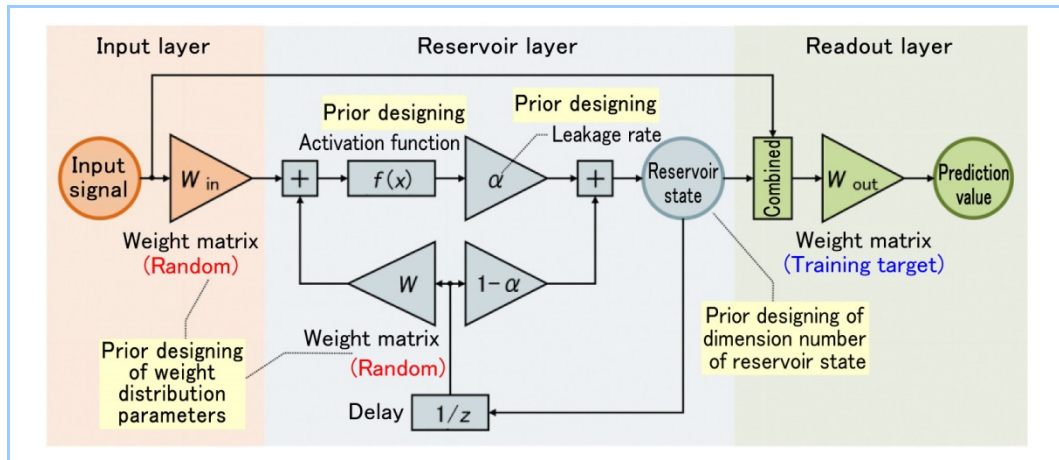 Input layer
Reservoir layer
Readout layer
Prior designing
Activation function
Prior designing
Leakage rate
Input
signal
W in
+
f(x)
α
+
Reservoir
state
Combined
W out
Prediction
value
Weight matrix
(Random)
W
1-α
Weight matrix
(Training target)
Prior designing
of weight
distribution
parameters
Weight matrix
(Random)
Prior designing of
dimension number
of reservoir state
Delay
1/z